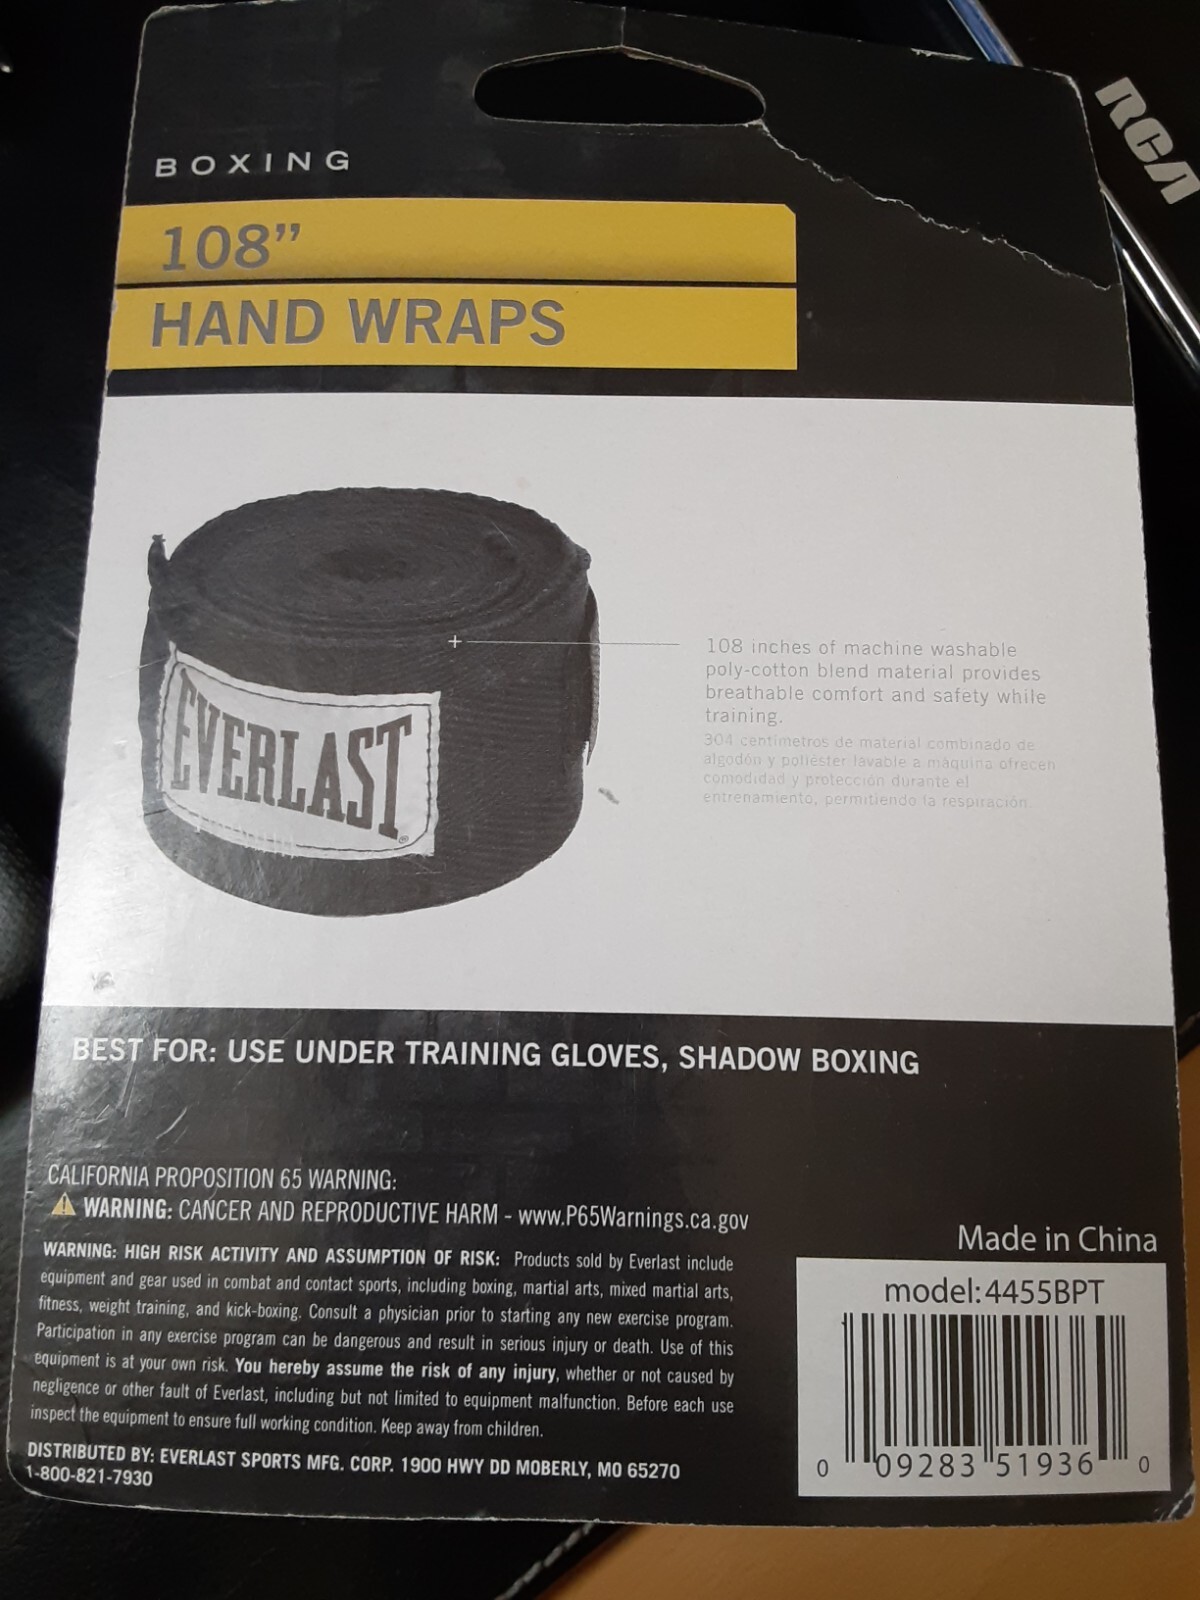 RCA
BOXING
108”
HAND WRAPS
108 inches of machine washable
poly-cotton blend material provides
breathable comfort and safety while
training.
304 centímetros de material combinado de
algodón y poliéster lavable a máquina ofrecen
comodidad y protección durante el
entrenamiento, permitiendo la respiración.
EVERLAST®
BEST FOR: USE UNDER TRAINING GLOVES, SHADOW BOXING
CALIFORNIA PROPOSITION 65 WARNING:
WARNING: CANCER AND REPRODUCTIVE HARM - www.P65Warnings.ca.gov
WARNING: HIGH RISK ACTIVITY AND ASSUMPTION OF RISK: Products sold by Everlast include
equipment and gear used in combat and contact sports, including boxing, martial arts, mixed martial arts,
fitness, weight training, and kick-boxing. Consult a physician prior to starting any new exercise program.
Participation in any exercise program can be dangerous and result in serious injury or death. Use of this
equipment is at your own risk. You hereby assume the risk of any injury, whether or not caused by
negligence or other fault of Everlast, including but not limited to equipment malfunction. Before each use
inspect the equipment to ensure full working condition. Keep away from children.
DISTRIBUTED BY: EVERLAST SPORTS MFG. CORP. 1900 HWY DD MOBERLY, MO 65270
1-800-821-7930
Made in China
model:4455BPT
0 09283 51936 0